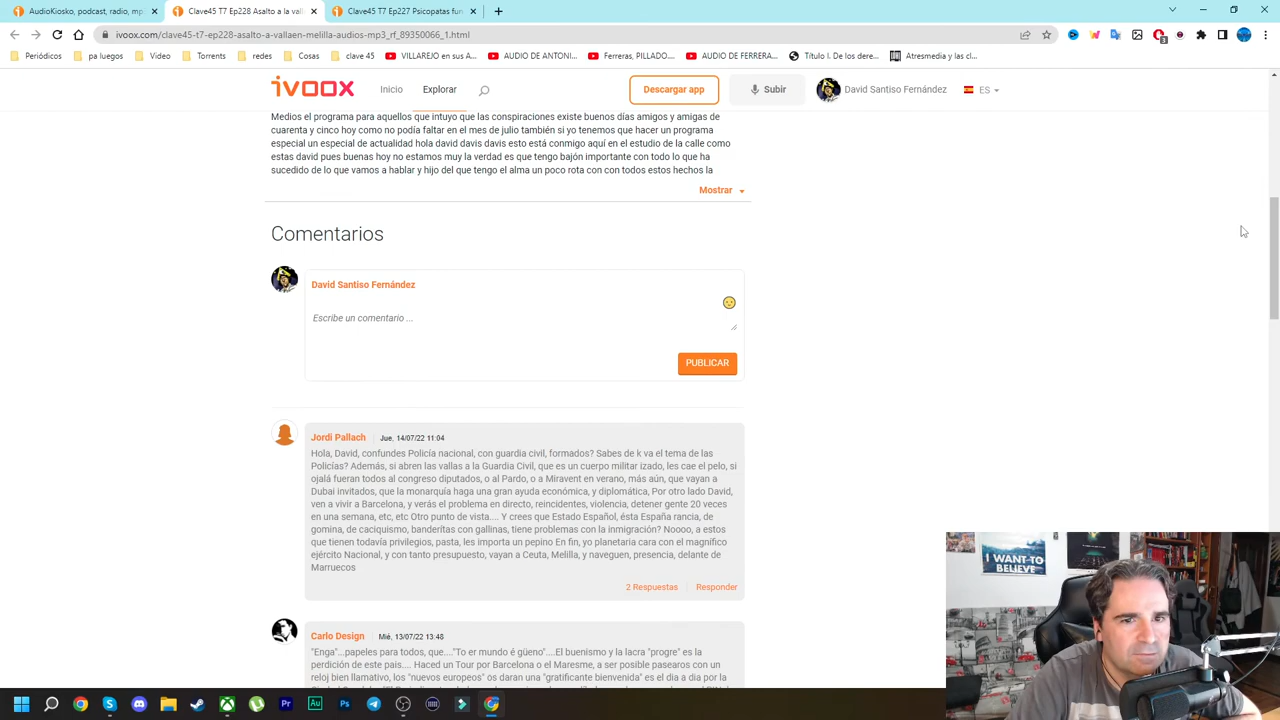 AudioKiosko, podcast, radio, mp
Clave45 T7 Ep228 Asalto a la vall
Clave45 T7 Ep227 Psicopatas fun
ivoox.com/clave45-t7-ep228-asalto-a-vallaen-melilla-audios-mp3_rf_89350066_1.html
Periódicos pa luegos Video Torrents redes Cosas clave 45 VILLAREJO en sus A... AUDIO DE ANTONI... Ferreras, PILLADO.... AUDIO DE FERRERA... Título I. De los dere... Atresmedia y las cl...
iVOOX Inicio Explorar Descargar app Subir David Santiso Fernández ES
Medios el programa para aquellos que intuyo que las conspiraciones existe buenos días amigos y amigas de
cuarenta y cinco hoy como no podía faltar en el mes de julio también si yo tenemos que hacer un programa
especial un especial de actualidad hola david davis davis esto está conmigo aquí en el estudio de la calle como
estas david pues buenas hoy no estamos muy la verdad es que tengo bajón importante con todo lo que ha
sucedido de lo que vamos a hablar y hijo del que tengo el alma un poco rota con con todos estos hechos la
Mostrar
Comentarios
David Santiso Fernández
Escribe un comentario ...
PUBLICAR
Jordi Pallach Jue, 14/07/22 11:04
Hola, David, confundes Policía nacional, con guardia civil, formados? Sabes de k va el tema de las
Policías? Además, si abren las vallas a la Guardia Civil, que es un cuerpo militar izado, les cae el pelo, si
ojalá fueran todos al congreso diputados, o al Pardo, o a Miravent en verano, más aún, que vayan a
Dubai invitados, que la monarquía haga una gran ayuda económica, y diplomática, Por otro lado David,
ven a vivir a Barcelona, y verás el problema en directo, reincidentes, violencia, detener gente 20 veces
en una semana, etc, etc Otro punto de vista.... Y crees que Estado Español, ésta España rancia, de
gomina, de caciquismo, banderítas con gallinas, tiene problemas con la inmigración? Noooo, a estos
que tienen todavía privilegios, pasta, les importa un pepino En fin, yo planetaria cara con el magnífico
ejército Nacional, y con tanto presupuesto, vayan a Ceuta, Melilla, y naveguen, presencia, delante de
Marruecos
2 Respuestas Responder
Carlo Design Mié, 13/07/22 13:48
"Enga"...papeles para todos, que...."To er mundo é güeno"....El buenismo y la lacra "progre" es la
perdición de este pais.... Haced un Tour por Barcelona o el Maresme, a ser posible pasearos con un
reloj bien llamativo, los "nuevos europeos" os daran una "gratificante bienvenida" es el dia a dia por la
I WANT TO
BELIEVE